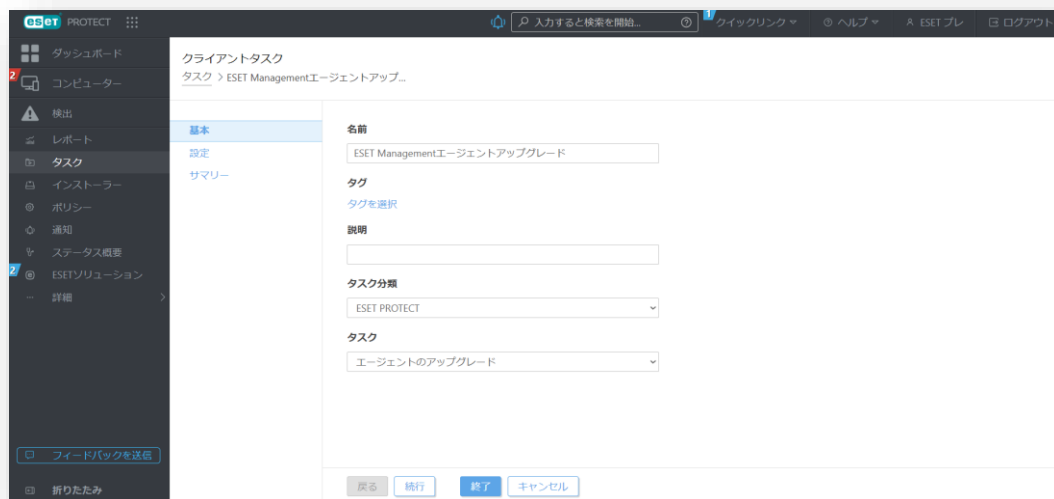 eset PROTECT
入力すると検索を開始...
1
クイックリンク
ヘルプ
ESET プレ
ログアウト
ダッシュボード
2
コンピューター
検出
レポート
タスク
インストーラー
ポリシー
通知
ステータス概要
2
ESETソリューション
詳細
フィードバックを送信
折りたたみ
クライアントタスク
タスク > ESET Managementエージェントアップ...
基本
設定
サマリー
名前
ESET Managementエージェントアップグレード
タグ
タグを選択
説明
タスク分類
ESET PROTECT
タスク
エージェントのアップグレード
戻る
続行
終了
キャンセル